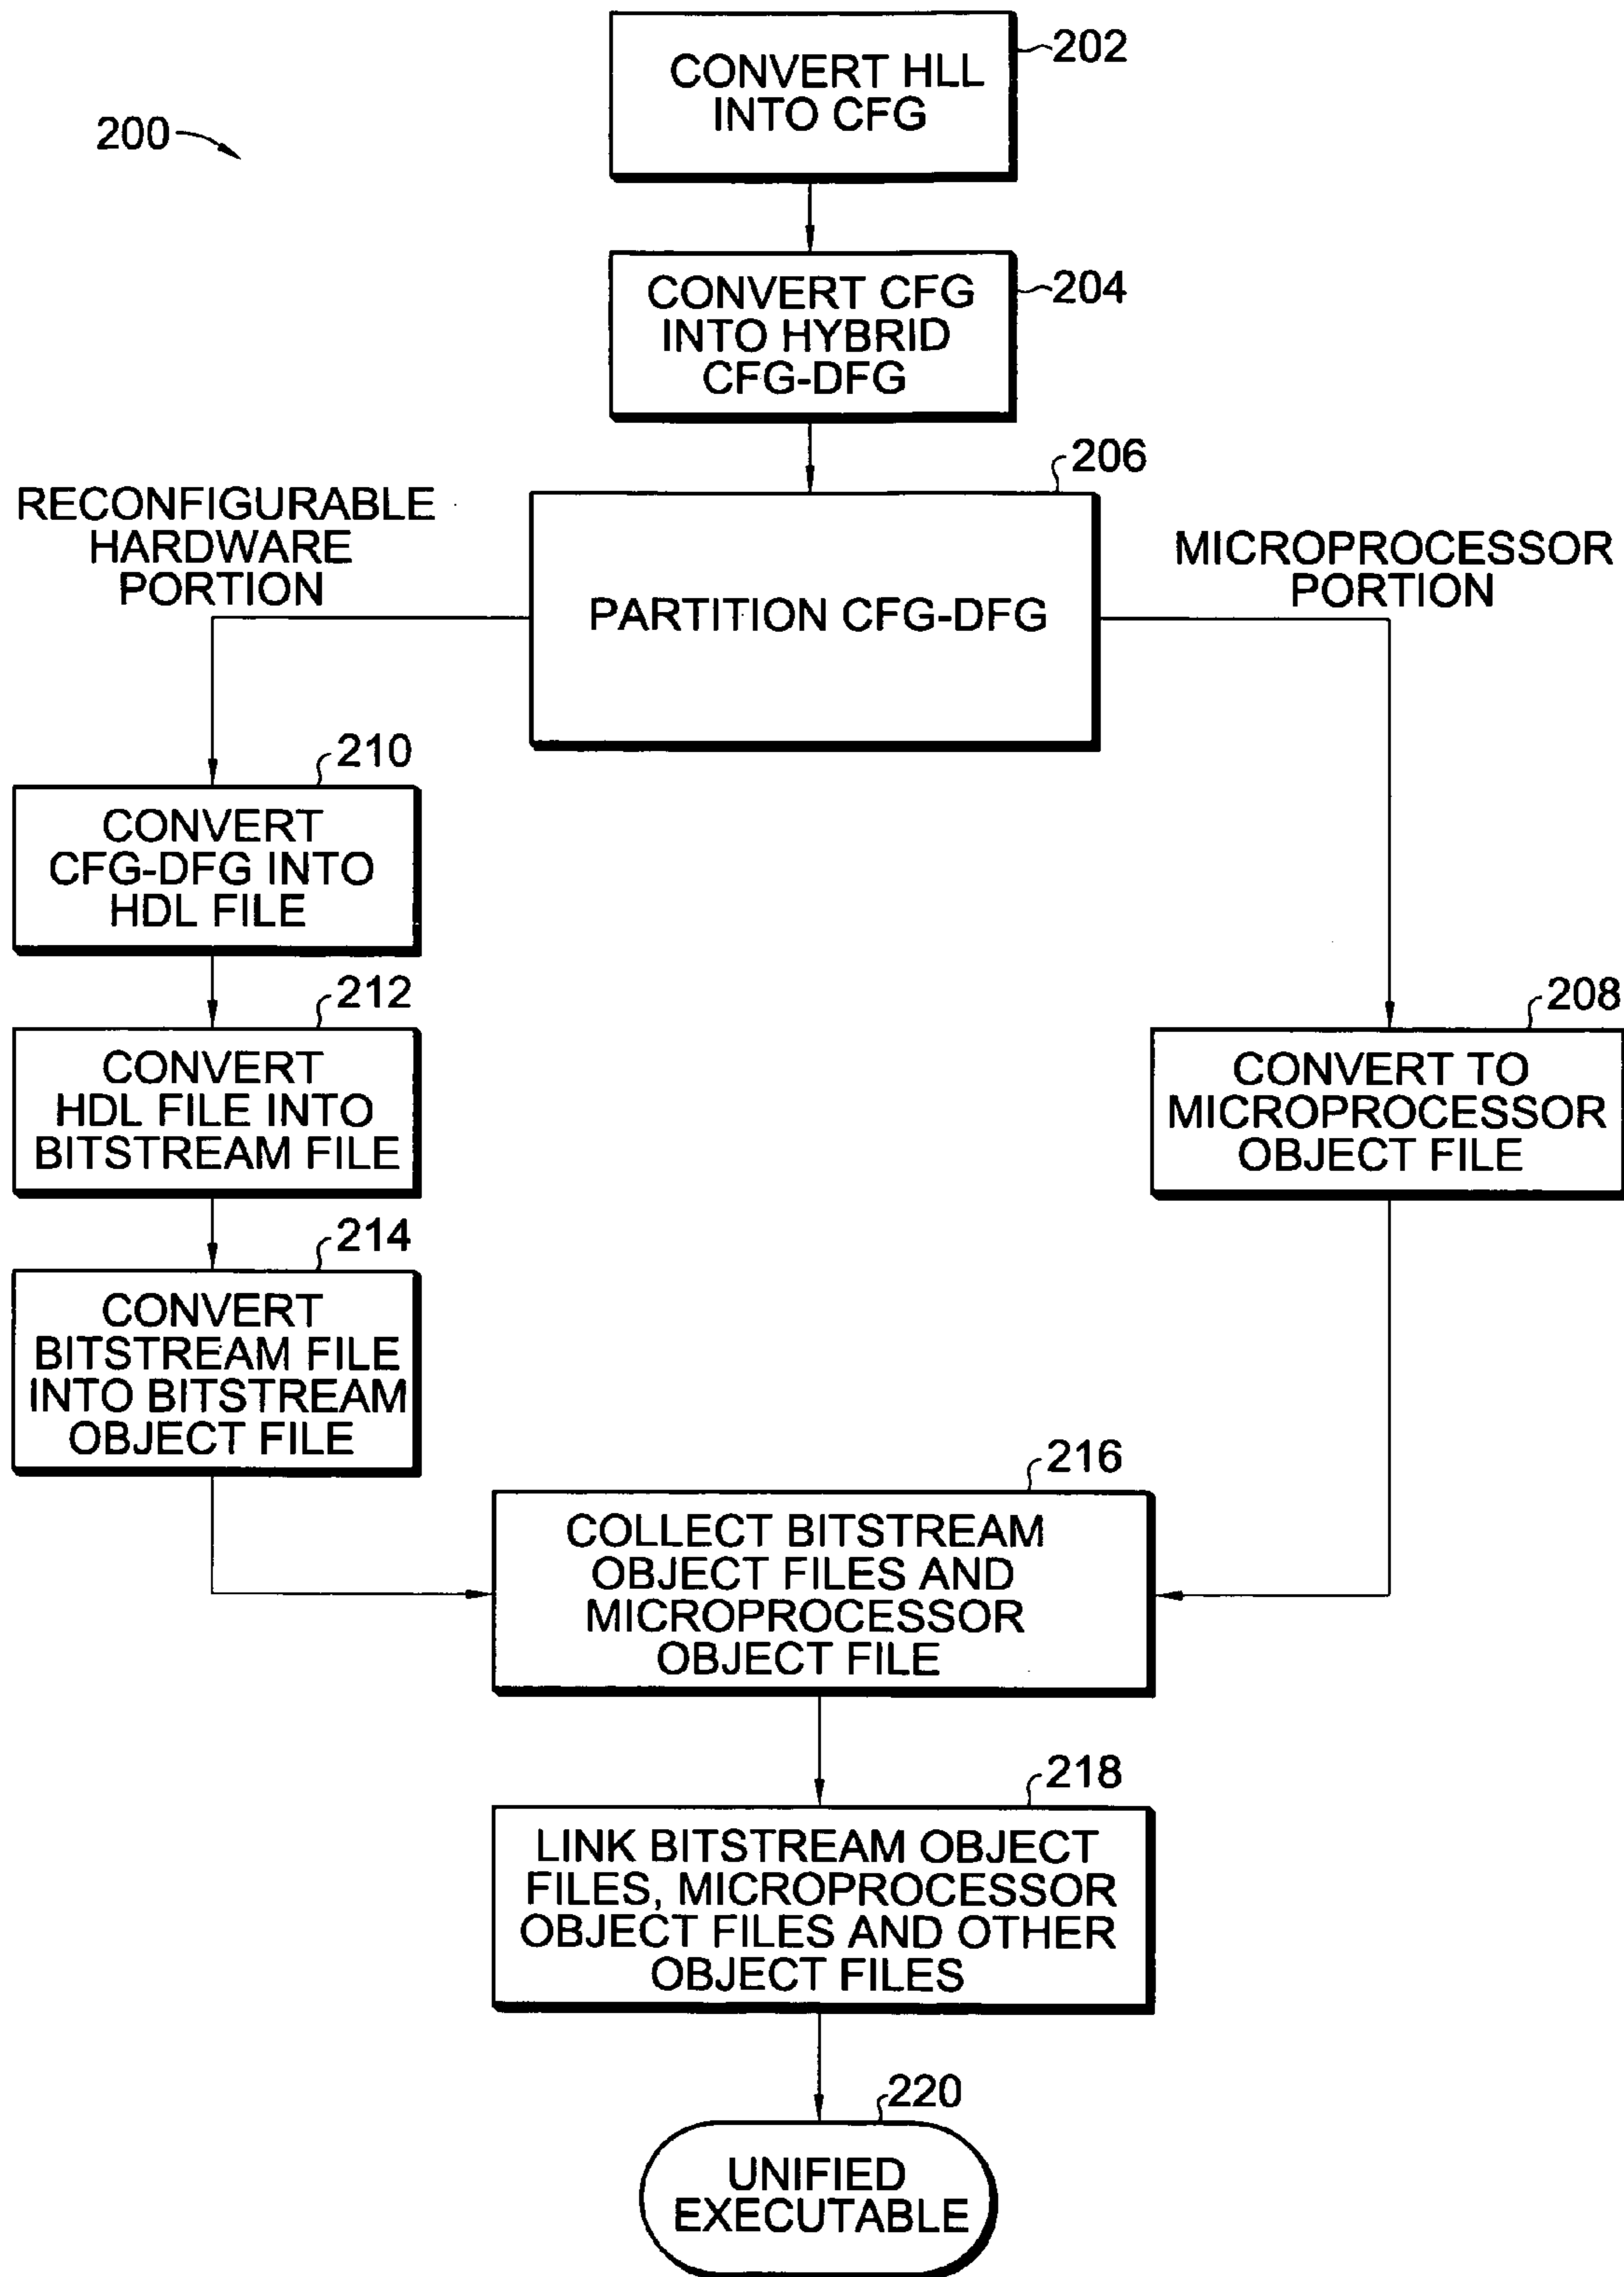 202
CONVERT HLL
INTO CFG
200
204
CONVERT CFG
INTO HYBRID
CFG-DFG
206
RECONFIGURABLE
HARDWARE
PORTION
MICROPROCESSOR
PORTION
PARTITION CFG-DFG
210
CONVERT
CFG-DFG INTO
HDL FILE
212
CONVERT
HDL FILE INTO
BITSTREAM FILE
208
CONVERT TO
MICROPROCESSOR
OBJECT FILE
214
CONVERT
BITSTREAM FILE
INTO BITSTREAM
OBJECT FILE
216
COLLECT BITSTREAM
OBJECT FILES AND
MICROPROCESSOR
OBJECT FILE
218
LINK BITSTREAM OBJECT
FILES, MICROPROCESSOR
OBJECT FILES AND OTHER
OBJECT FILES
220
UNIFIED
EXECUTABLE